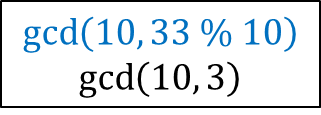 gcd(10, 33 % 10)
gcd(10, 3)